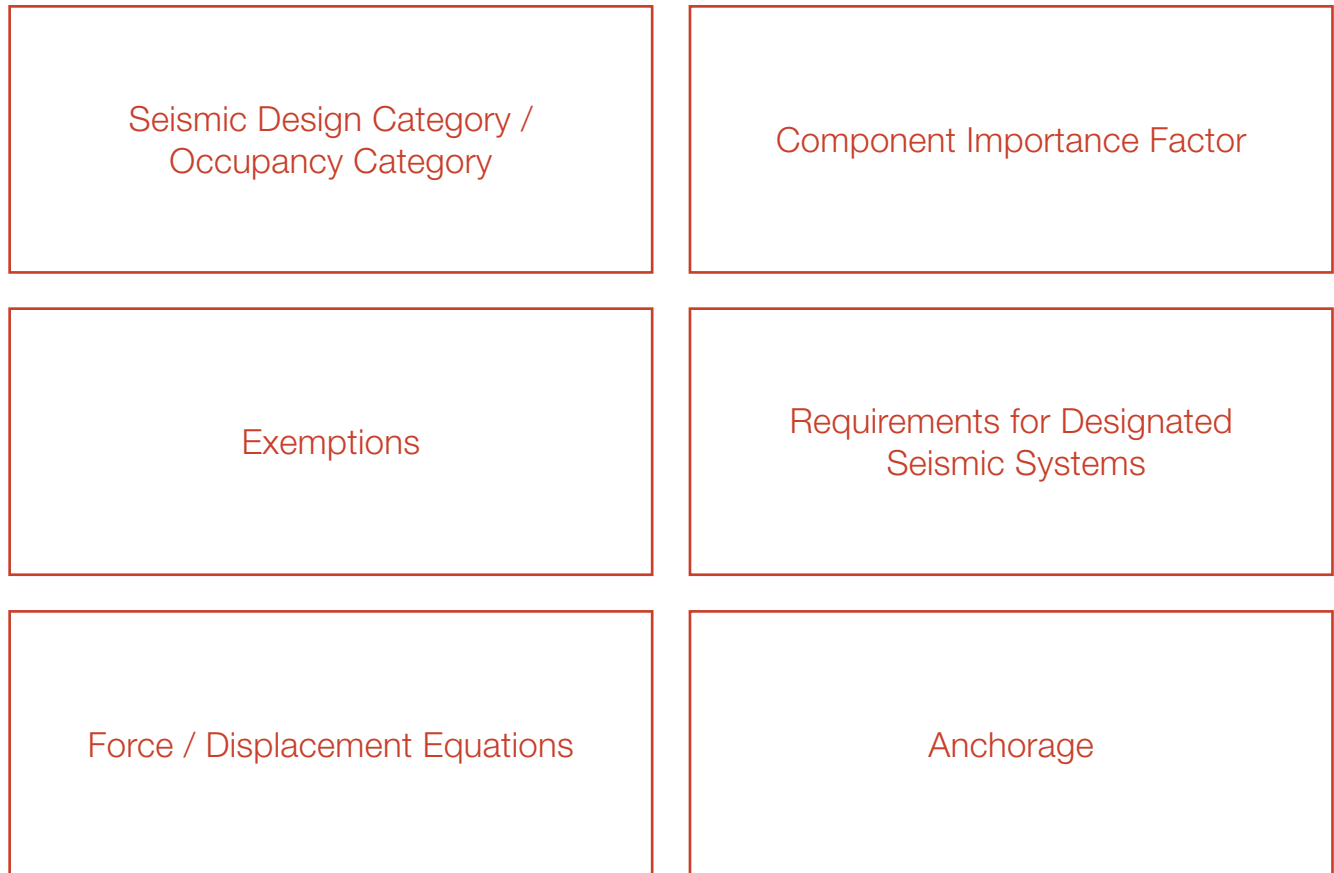 Seismic Design Category /
Occupancy Category
Component Importance Factor
Exemptions
Requirements for Designated
Seismic Systems
Force / Displacement Equations
Anchorage